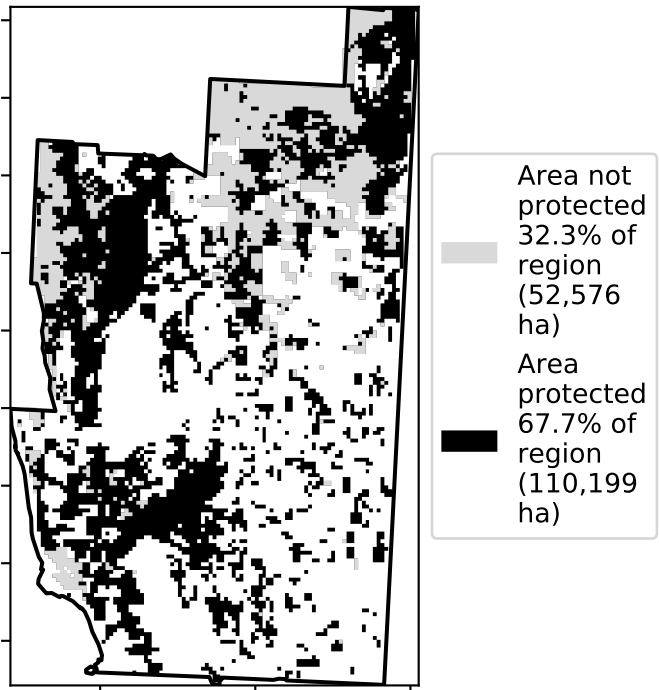 Area not
protected
32.3% of
region
(52,576
ha)
Area
protected
67.7% of
region
(110,199
ha)